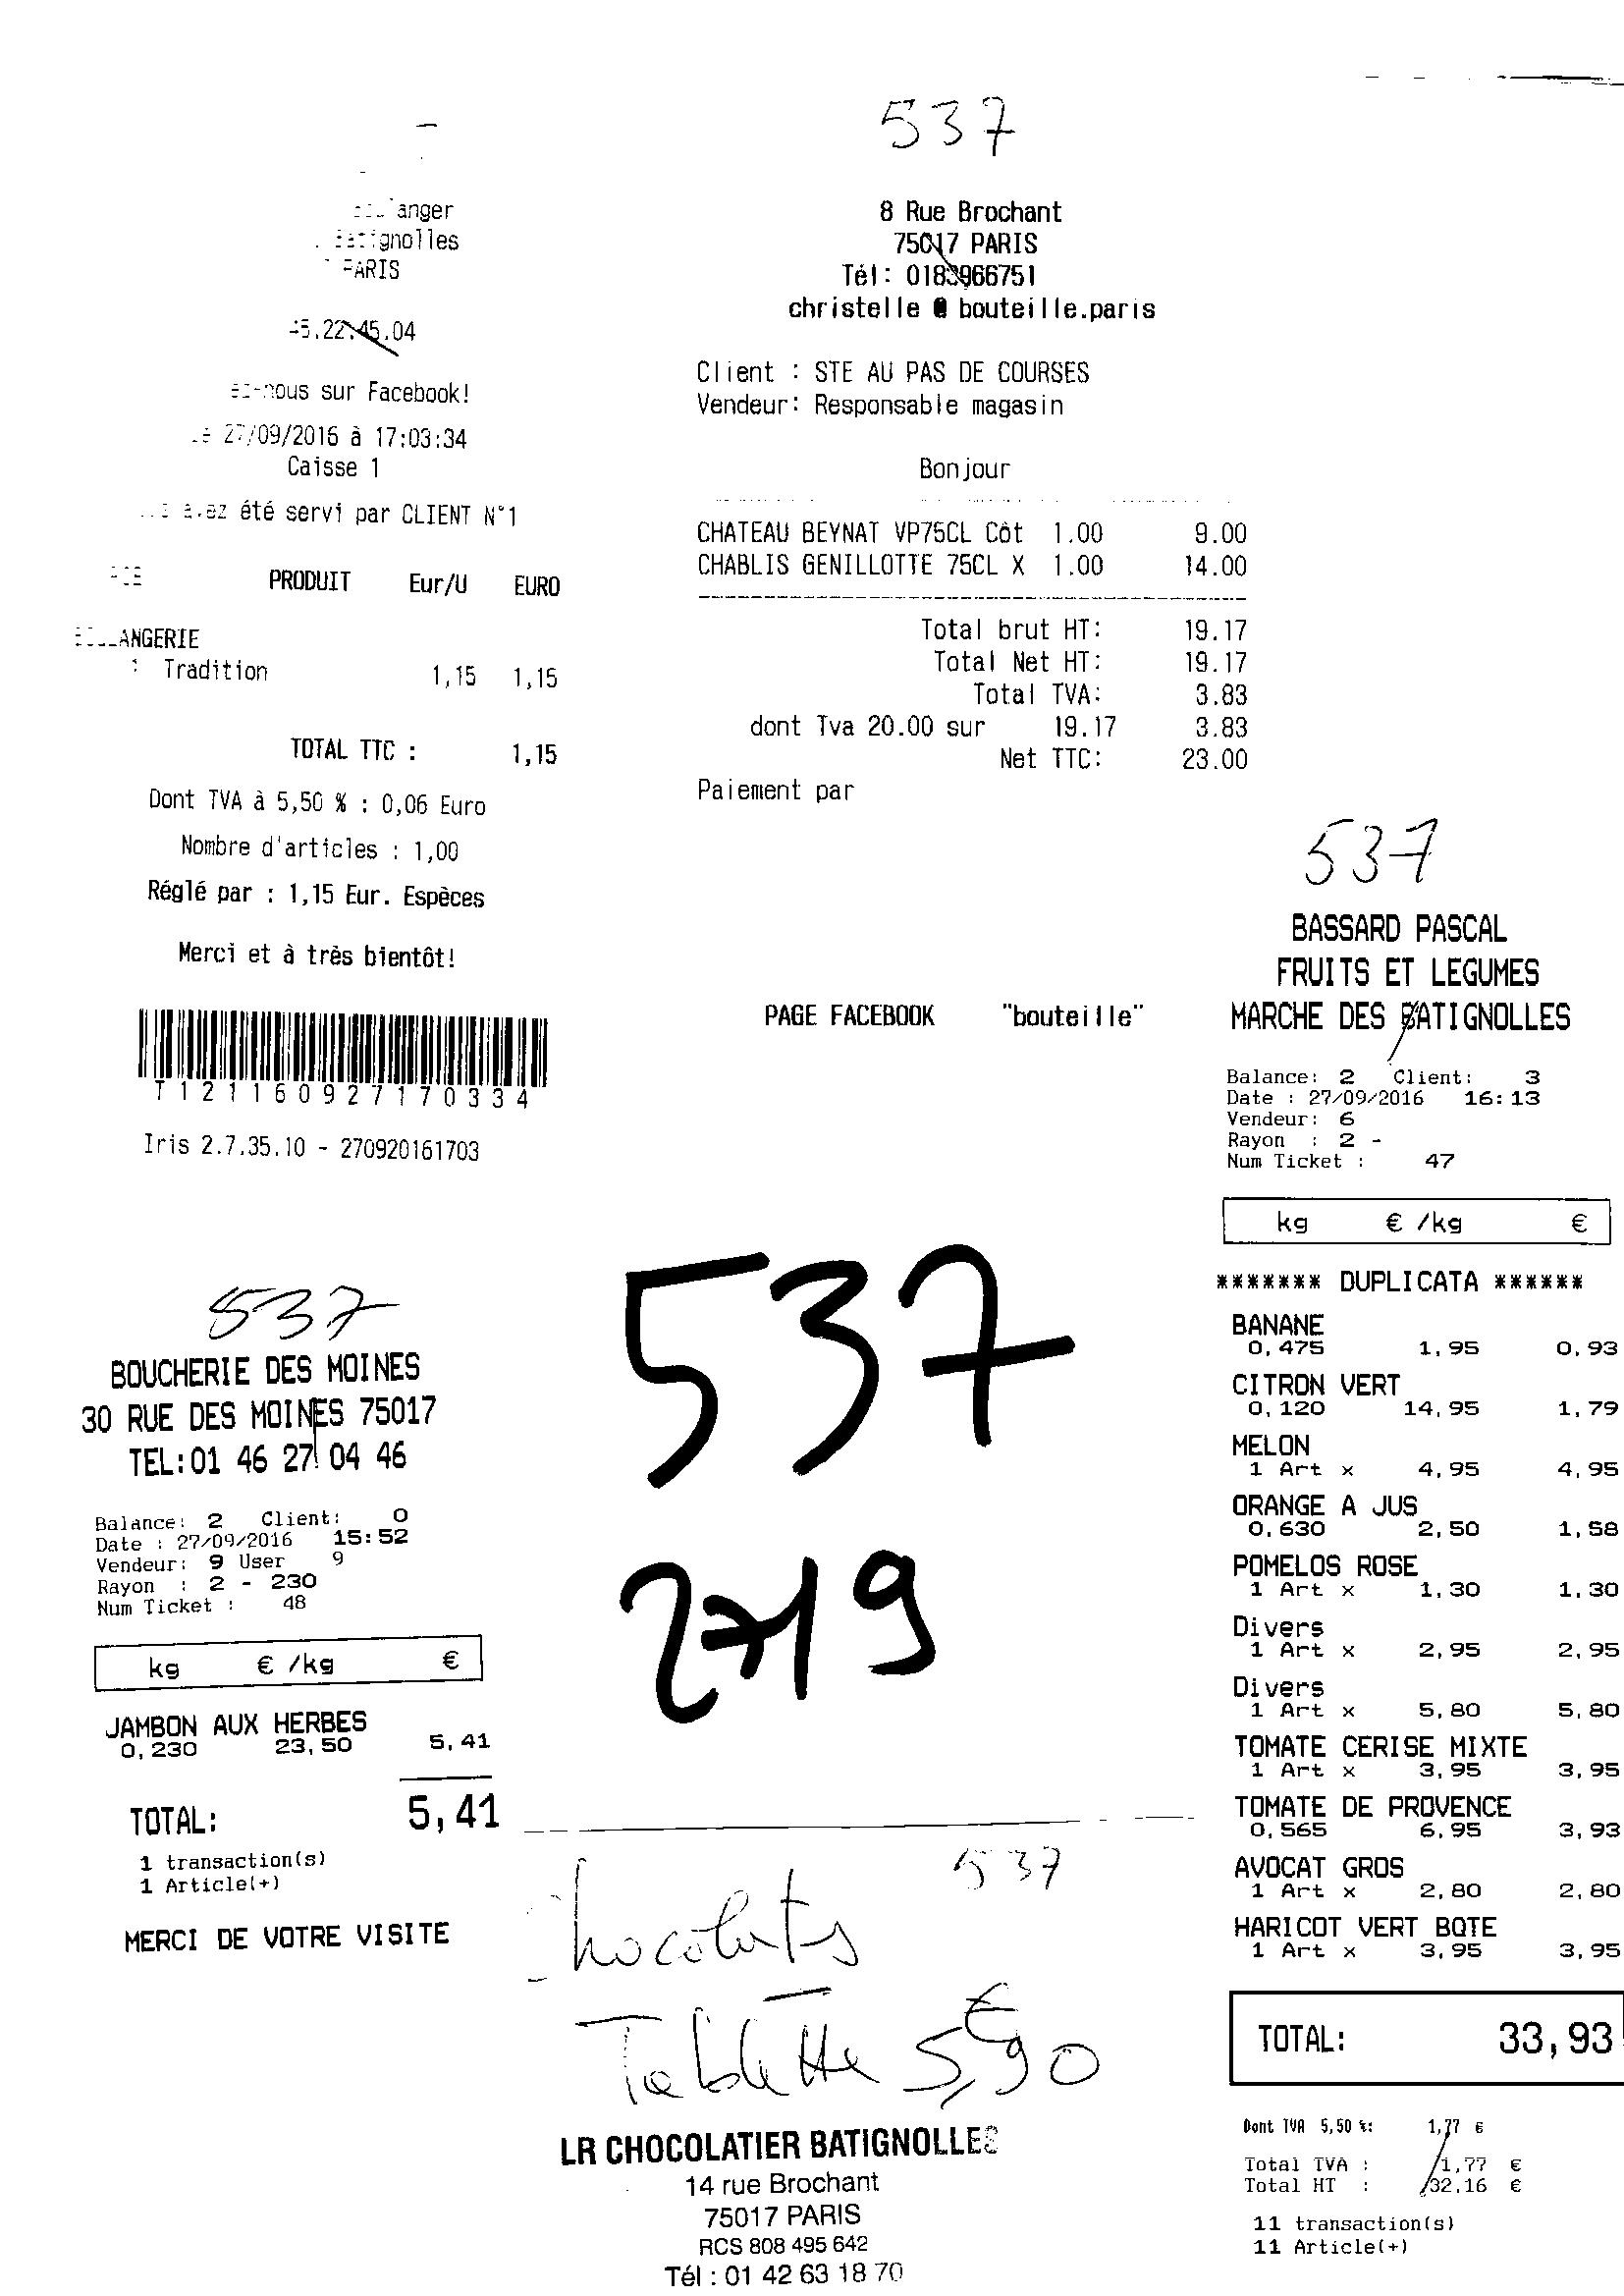 537
anger
Batignolles
PARIS
45.22.45.04
ez-nous sur Facebook!
Le 27/09/2016 à 17:03:34
Caisse 1
avez été servi par CLIENT N°1
PRODUIT Eur/U EURO
BOULANGERIE
1 Tradition 1,15 1,15
TOTAL TTC : 1,15
Dont TVA à 5,50 % : 0,06 Euro
Nombre d'articles : 1,00
Réglé par : 1,15 Eur. Espèces
Merci et à très bientôt!
T12116092717 0334
Iris 2.7.35.10 - 270920161703
8 Rue Brochant
75017 PARIS
Tél: 0183966751
christelle @ bouteille.paris
Client : STE AU PAS DE COURSES
Vendeur: Responsable magasin
Bonjour
CHATEAU BEYNAT VP75CL Côt 1.00 9.00
CHABLIS GENILLOTTE 75CL X 1.00 14.00
Total brut HT: 19.17
Total Net HT: 19.17
Total TVA: 3.83
dont Tva 20.00 sur 19.17 3.83
Net TTC: 23.00
Paiement par
PAGE FACEBOOK "bouteille"
537
BASSARD PASCAL
FRUITS ET LEGUMES
MARCHE DES BATIGNOLLES
Balance: 2 Client: 3
Date : 27/09/2016 16:13
Vendeur: 6
Rayon : 2 -
Num Ticket : 47
kg € /kg €
******* DUPLICATA ******
BANANE
0,475 1,95 0,93
CITRON VERT
0,120 14,95 1,79
MELON
1 Art x 4,95 4,95
ORANGE A JUS
0,630 2,50 1,58
POMELOS ROSE
1 Art x 1,30 1,30
Divers
1 Art x 2,95 2,95
Divers
1 Art x 5,80 5,80
TOMATE CERISE MIXTE
1 Art x 3,95 3,95
TOMATE DE PROVENCE
0,565 6,95 3,93
AVOCAT GROS
1 Art x 2,80 2,80
HARICOT VERT BOTE
1 Art x 3,95 3,95
TOTAL: 33,93
Dont TVA 5,50 %: 1,77 €
Total TVA : 1,77 €
Total HT : 32,16 €
11 transaction(s)
11 Article(+)
537
BOUCHERIE DES MOINES
30 RUE DES MOINES 75017
TEL:01 46 27 04 46
Balance: 2 Client: 0
Date : 27/09/2016 15:52
Vendeur: 9 User 9
Rayon : 2 - 230
Num Ticket : 48
kg € /kg €
JAMBON AUX HERBES
0,230 23,50 5,41
TOTAL: 5,41
1 transaction(s)
1 Article(+)
MERCI DE VOTRE VISITE
537
27/9
537
Chocolats
Tablette 5,€90
LR CHOCOLATIER BATIGNOLLES
14 rue Brochant
75017 PARIS
RCS 808 495 642
Tél : 01 42 63 18 70